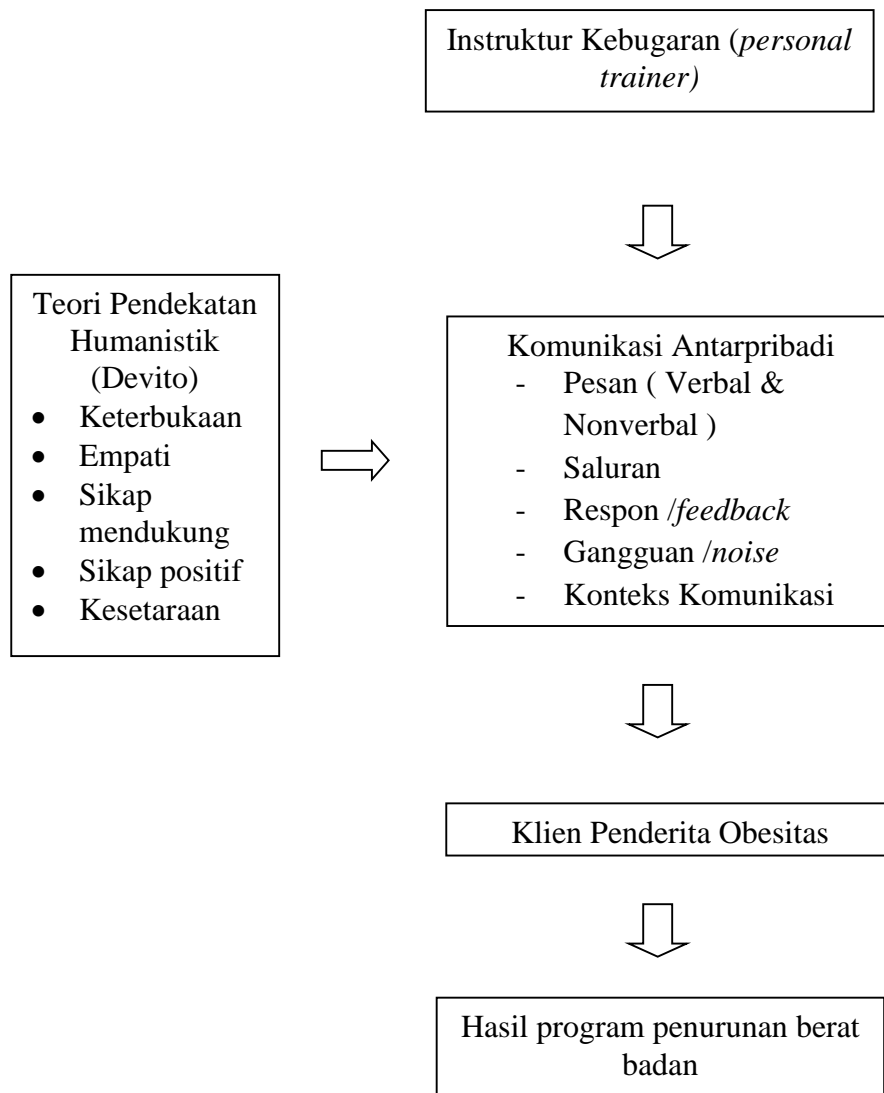 Instruktur Kebugaran (personal
trainer)
Teori Pendekatan
Humanistik
(Devito)
• Keterbukaan
• Empati
• Sikap
mendukung
• Sikap positif
• Kesetaraan
Komunikasi Antarpribadi
- Pesan ( Verbal &
Nonverbal )
- Saluran
- Respon /feedback
- Gangguan /noise
- Konteks Komunikasi
Klien Penderita Obesitas
Hasil program penurunan berat
badan